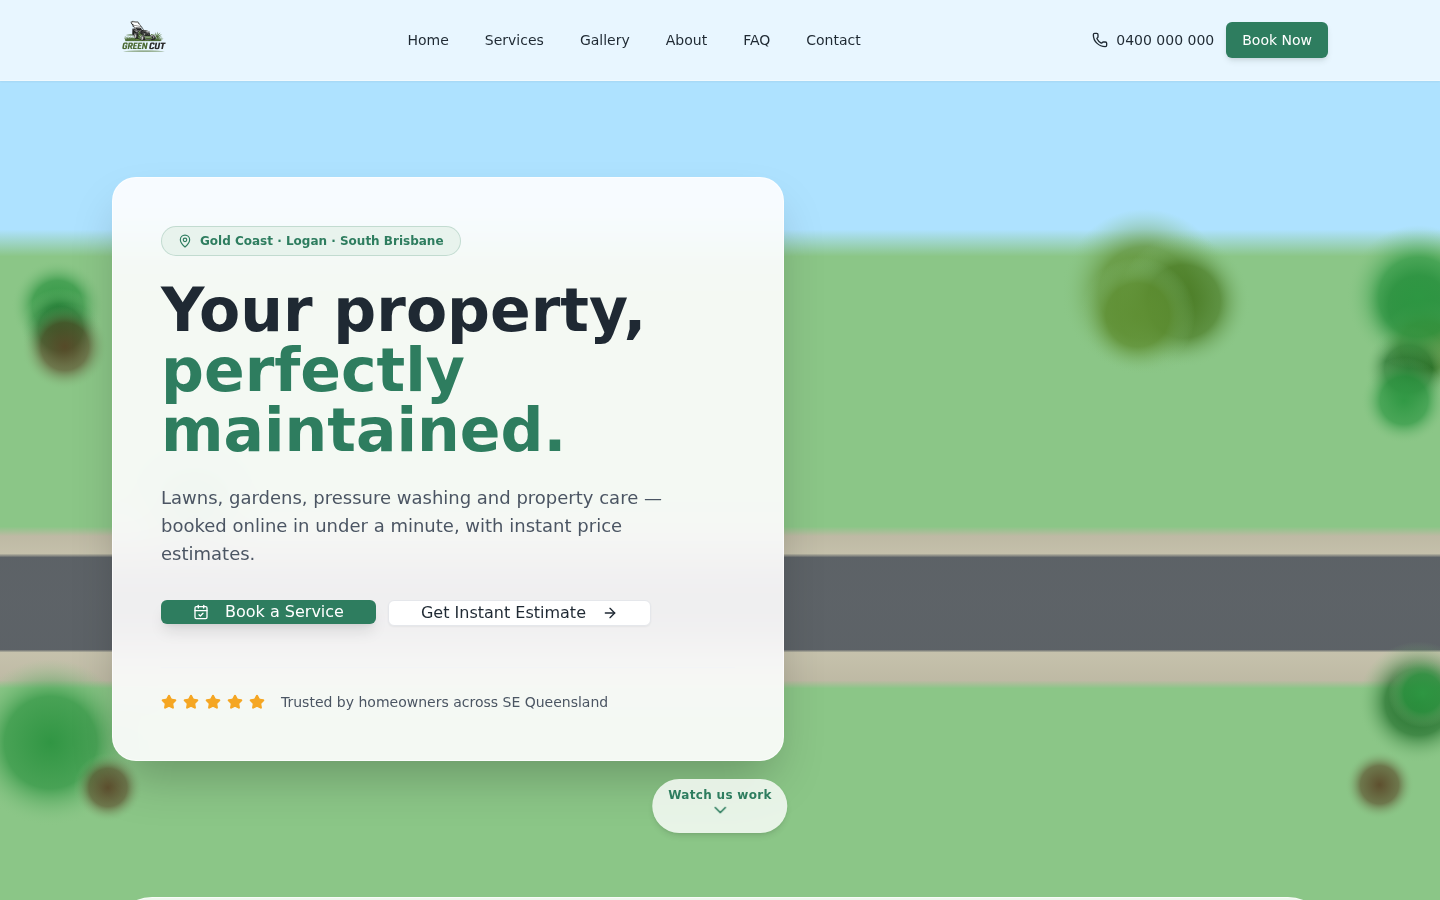 GREEN CUT
Home
Services
Gallery
About
FAQ
Contact
0400 000 000
Book Now
Gold Coast · Logan · South Brisbane
Your property,
perfectly
maintained.
Lawns, gardens, pressure washing and property care —
booked online in under a minute, with instant price
estimates.
Book a Service
Get Instant Estimate
Trusted by homeowners across SE Queensland
Watch us work